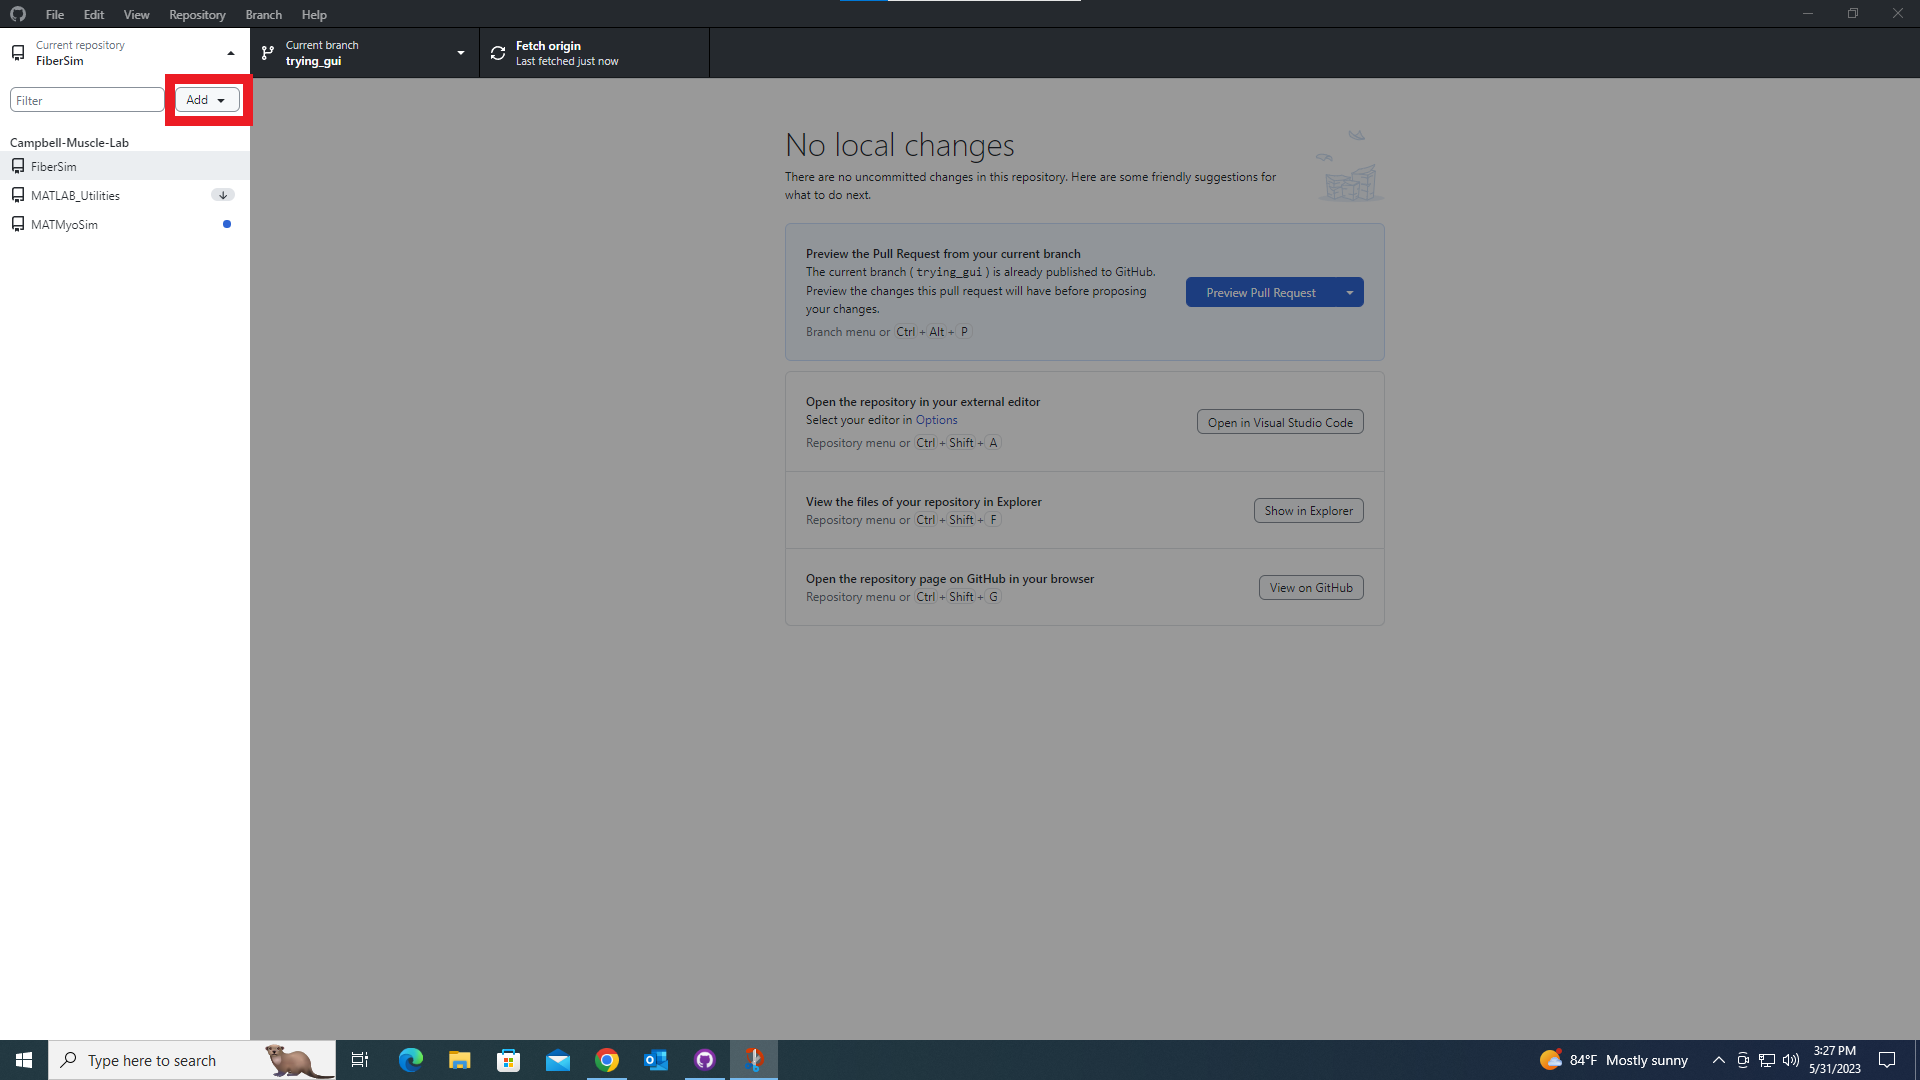 File Edit View Repository Branch Help
Current repository
FiberSim
Current branch
trying_gui
Fetch origin
Last fetched just now
Filter
Add
Campbell-Muscle-Lab
FiberSim
MATLAB_Utilities
MATMyoSim
No local changes
There are no uncommitted changes in this repository. Here are some friendly suggestions for
what to do next.
Preview the Pull Request from your current branch
The current branch ( trying_gui ) is already published to GitHub.
Preview the changes this pull request will have before proposing
your changes.
Branch menu or Ctrl + Alt + P
Preview Pull Request
Open the repository in your external editor
Select your editor in Options
Repository menu or Ctrl + Shift + A
Open in Visual Studio Code
View the files of your repository in Explorer
Repository menu or Ctrl + Shift + F
Show in Explorer
Open the repository page on GitHub in your browser
Repository menu or Ctrl + Shift + G
View on GitHub
Type here to search
84°F Mostly sunny
3:27 PM
5/31/2023